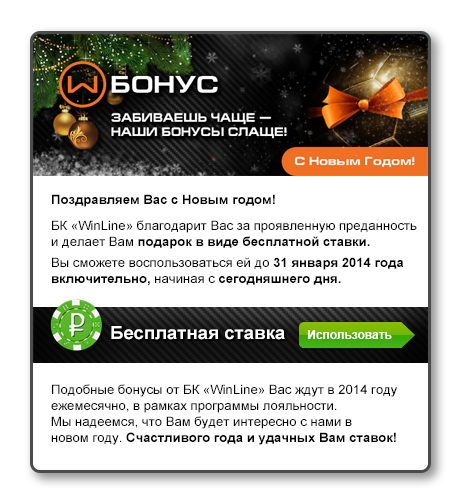 W БОНУС
ЗАБИВАЕШЬ ЧАЩЕ —
НАШИ БОНУСЫ СЛАЩЕ!
С Новым Годом!
Поздравляем Вас с Новым годом!
БК «WinLine» благодарит Вас за проявленную преданность
и делает Вам подарок в виде бесплатной ставки.
Вы сможете воспользоваться ей до 31 января 2014 года
включительно, начиная с сегодняшнего дня.
₽ Бесплатная ставка Использовать
Подобные бонусы от БК «WinLine» Вас ждут в 2014 году
ежемесячно, в рамках программы лояльности.
Мы надеемся, что Вам будет интересно с нами в
новом году. Счастливого года и удачных Вам ставок!